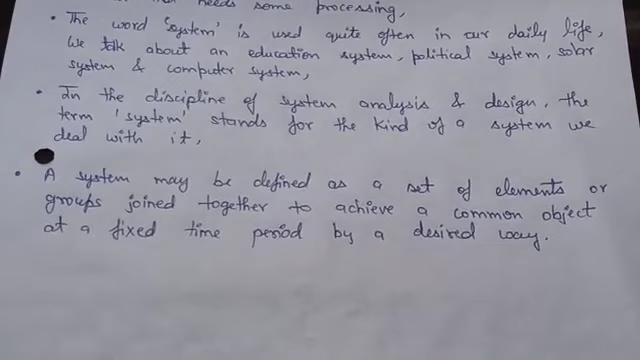 needs some processing,
• The word 'system' is used quite often in our daily life,
We talk about an education system, political system, solar
system & computer system,
• In the discipline of system analysis & design, the
term 'system' stands for the kind of a system we
deal with it,
• A system may be defined as a set of elements or
groups joined together to achieve a common object
at a fixed time period by a desired way.